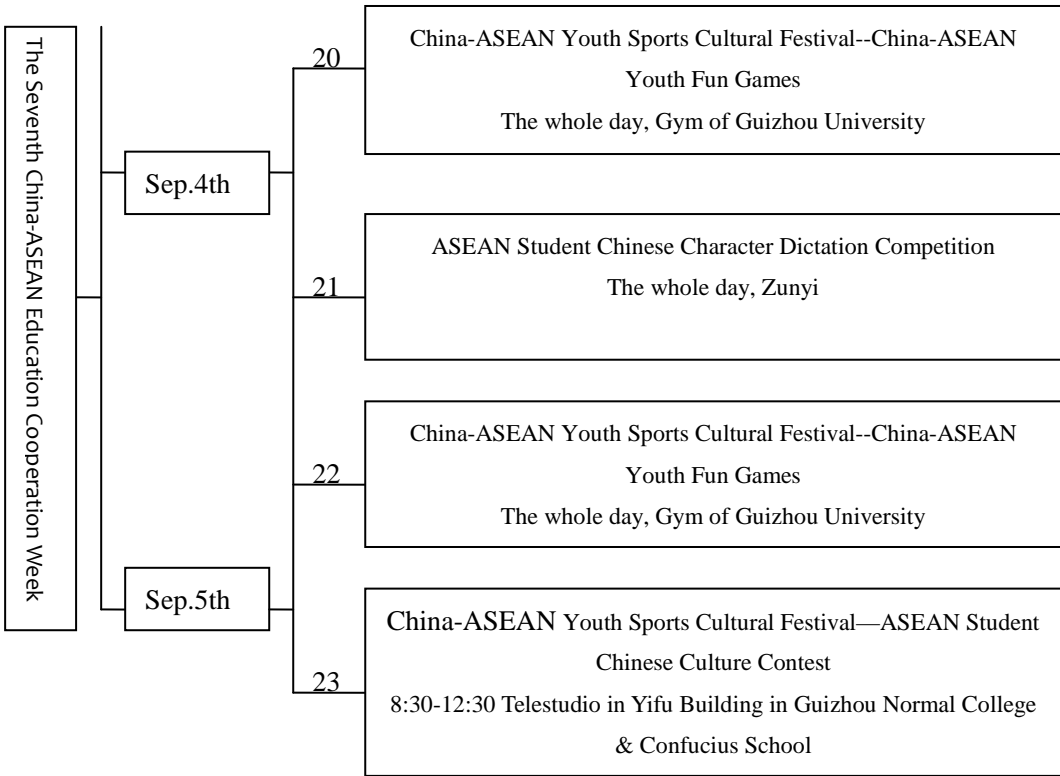 The Seventh China-ASEAN Education Cooperation Week
Sep.4th
20
China-ASEAN Youth Sports Cultural Festival--China-ASEAN
Youth Fun Games
The whole day, Gym of Guizhou University
21
ASEAN Student Chinese Character Dictation Competition
The whole day, Zunyi
Sep.5th
22
China-ASEAN Youth Sports Cultural Festival--China-ASEAN
Youth Fun Games
The whole day, Gym of Guizhou University
23
China-ASEAN Youth Sports Cultural Festival—ASEAN Student
Chinese Culture Contest
8:30-12:30 Telestudio in Yifu Building in Guizhou Normal College
& Confucius School